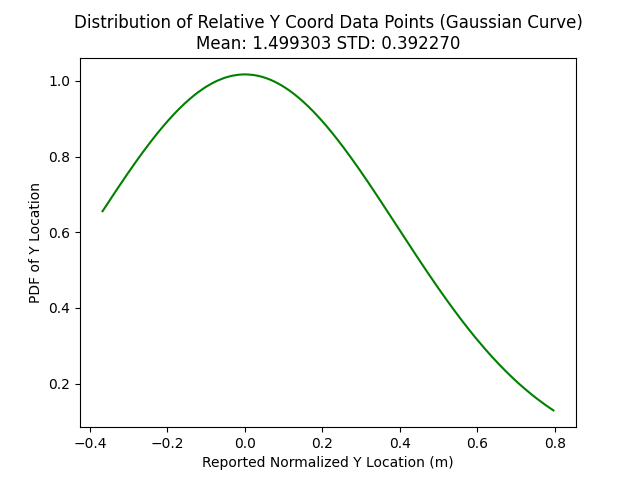 Distribution of Relative Y Coord Data Points (Gaussian Curve)
Mean: 1.499303 STD: 0.392270
1.0
0.8
0.6
0.4
0.2
PDF of Y Location
−0.4 −0.2 0.0 0.2 0.4 0.6 0.8
Reported Normalized Y Location (m)